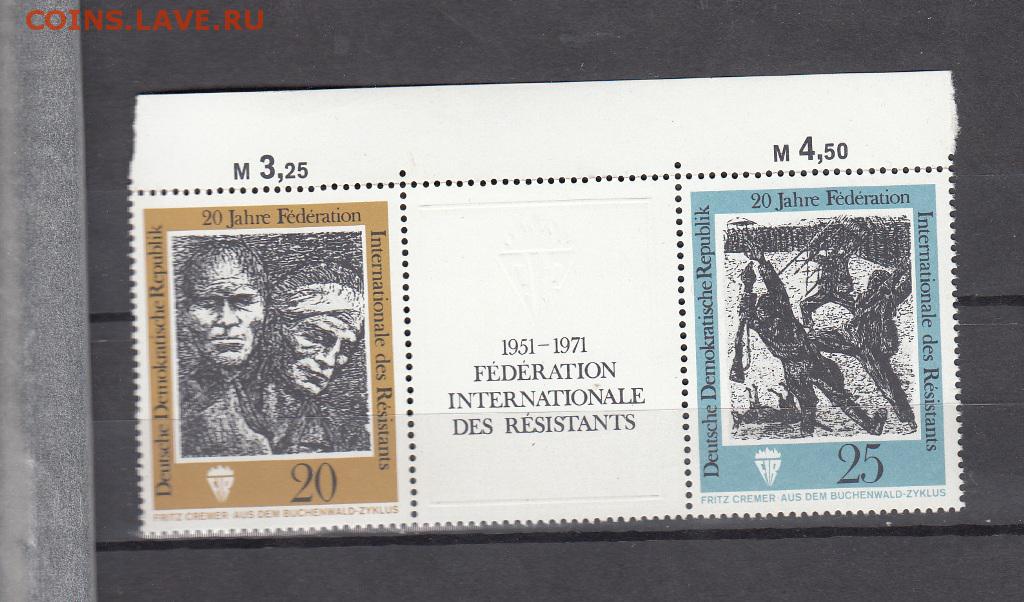 COINS.LAVE.RU
M 3,25
M 4,50
20 Jahre Fédération
Internationale des Résistants
Deutsche Demokratische Republik
20
FRITZ CREMER · AUS DEM BUCHENWALD-ZYKLUS
1951–1971
FÉDÉRATION
INTERNATIONALE
DES RÉSISTANTS
20 Jahre Fédération
Internationale des Résistants
Deutsche Demokratische Republik
FIR
25
FRITZ CREMER · AUS DEM BUCHENWALD-ZYKLUS